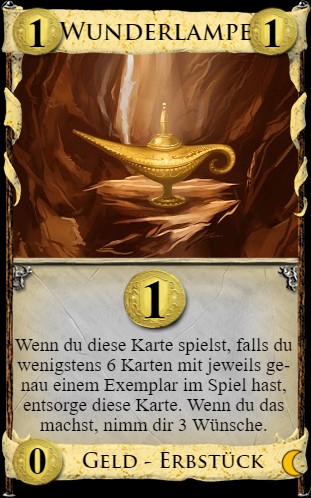 1 WUNDERLAMPE 1
1
Wenn du diese Karte spielst, falls du
wenigstens 6 Karten mit jeweils ge-
nau einem Exemplar im Spiel hast,
entsorge diese Karte. Wenn du das
machst, nimm dir 3 Wünsche.
0 GELD - ERBSTÜCK